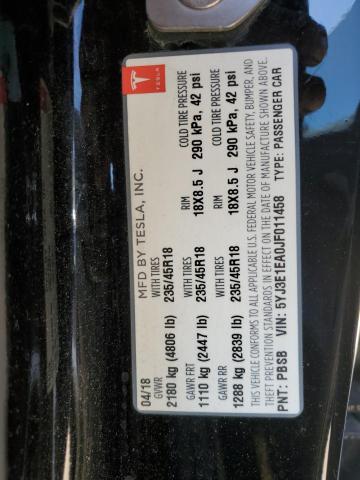 TESLA
04/18 MFD BY TESLA, INC.
GVWR WITH TIRES RIM COLD TIRE PRESSURE
2180 kg (4806 lb) 235/45R18 18X8.5 J 290 kPa, 42 psi
GAWR FRT WITH TIRES RIM COLD TIRE PRESSURE
1110 kg (2447 lb) 235/45R18 18X8.5 J 290 kPa, 42 psi
GAWR RR WITH TIRES
1288 kg (2839 lb) 235/45R18
THIS VEHICLE CONFORMS TO ALL APPLICABLE U.S. FEDERAL MOTOR VEHICLE SAFETY, BUMPER, AND
THEFT PREVENTION STANDARDS IN EFFECT ON THE DATE OF MANUFACTURE SHOWN ABOVE.
PNT: PBSB VIN: 5YJ3E1EA0JF011458 TYPE: PASSENGER CAR